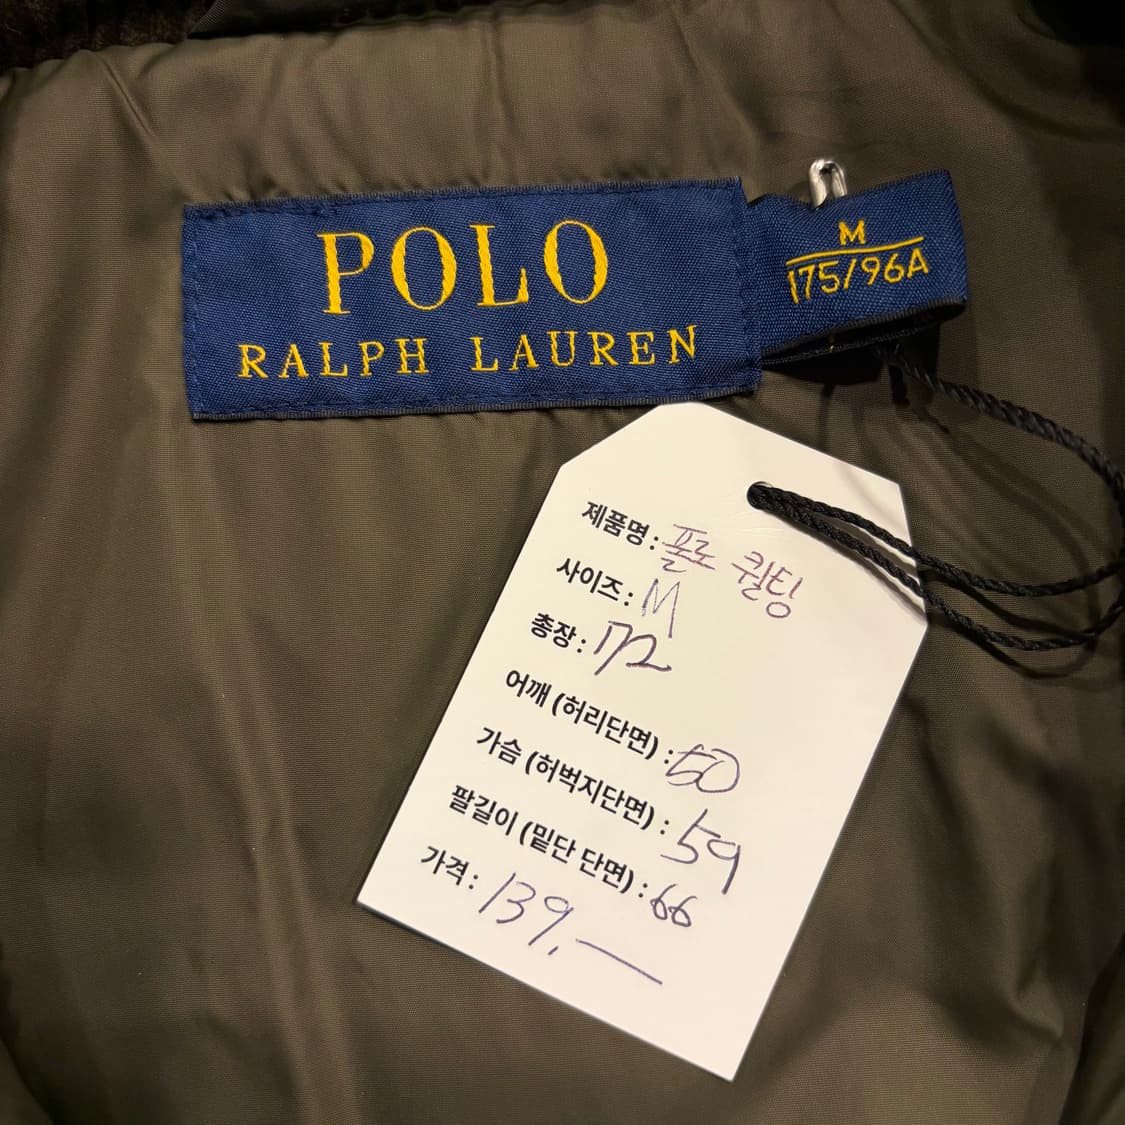 POLO
RALPH LAUREN
M
175/96A
제품명: 폴로 퀼팅
사이즈: M
총장: 172
어깨 (허리단면) : 50
가슴 (허벅지단면) : 59
팔길이 (밑단 단면) : 66
가격: 139,—